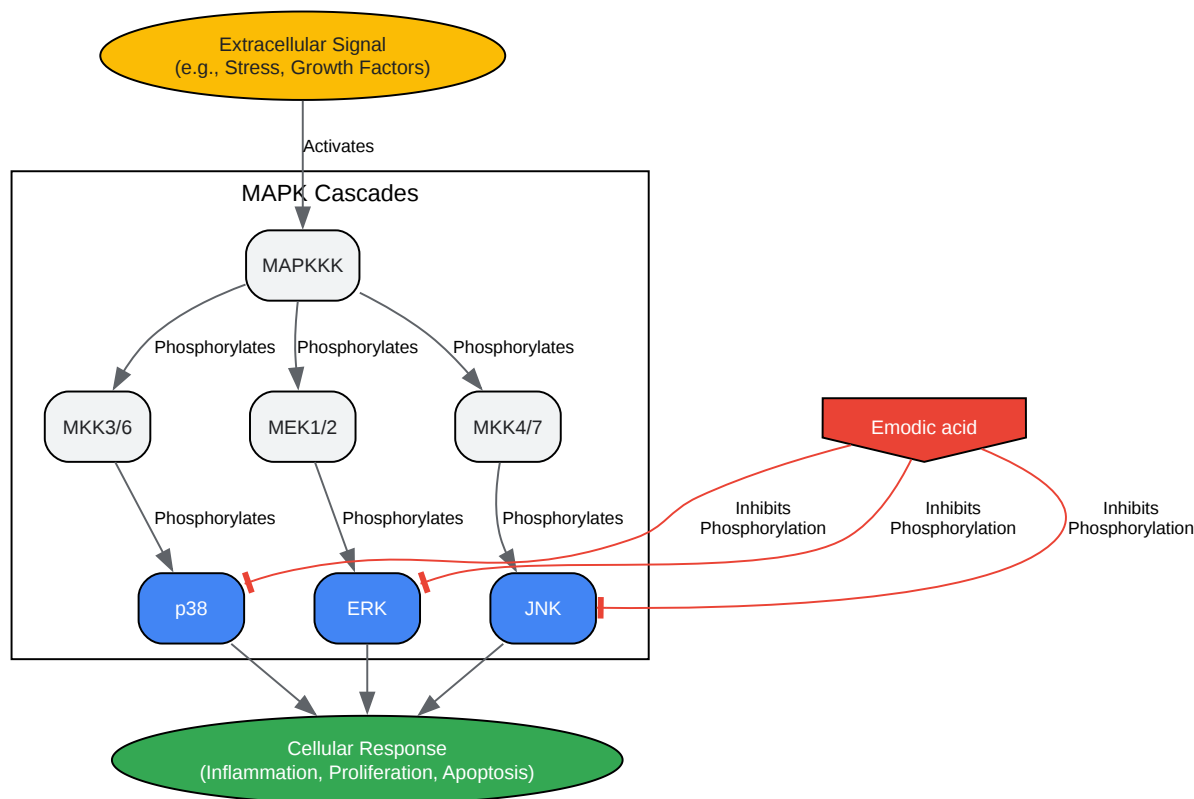 Extracellular Signal
(e.g., Stress, Growth Factors)
Activates
MAPK Cascades
MAPKKK
Phosphorylates
Phosphorylates
Phosphorylates
MKK3/6
MEK1/2
MKK4/7
Emodic acid
Phosphorylates
Phosphorylates
Phosphorylates
Inhibits
Phosphorylation
Inhibits
Phosphorylation
Inhibits
Phosphorylation
p38
ERK
JNK
Cellular Response
(Inflammation, Proliferation, Apoptosis)